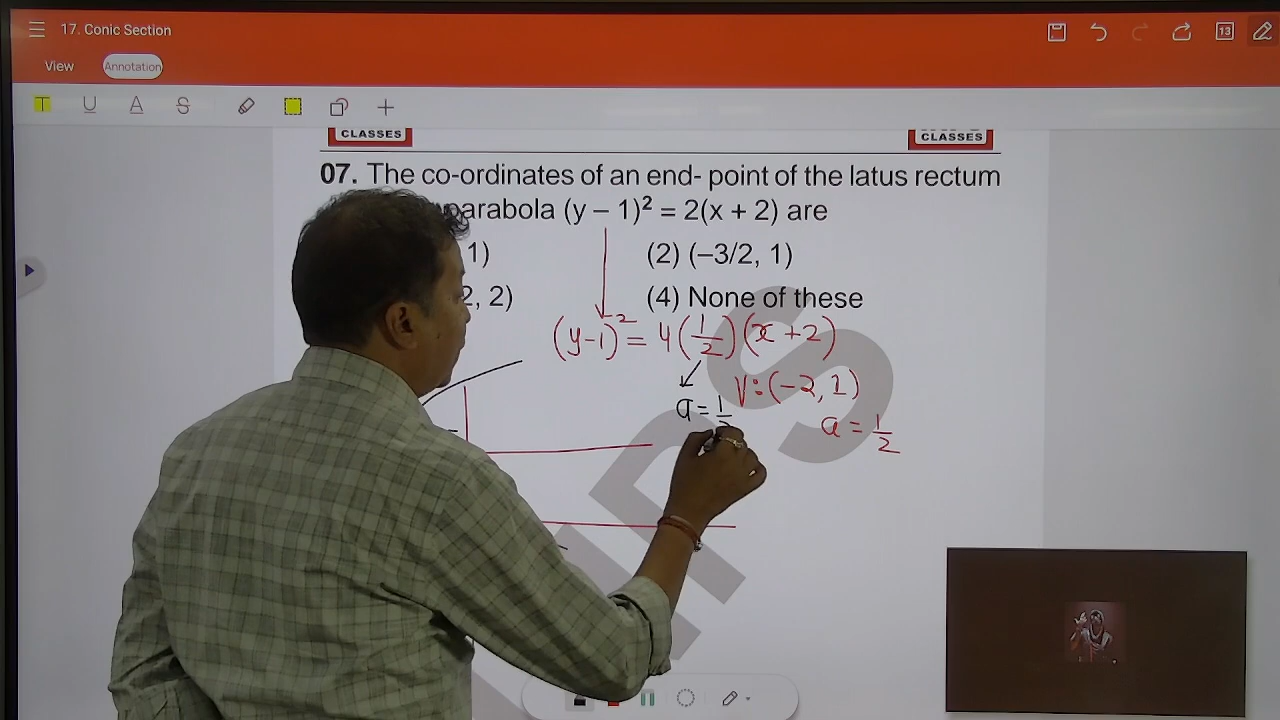 17. Conic Section
13
View
Annotation
T U A S
CLASSES
CLASSES
07. The co-ordinates of an end- point of the latus rectum
parabola (y – 1)² = 2(x + 2) are
1)
(2) (–3/2, 1)
2, 2)
(4) None of these
(y-1)² = 4(1/2)(x+2)
V:(-2,1)
a=1
a = 1/2
IPS